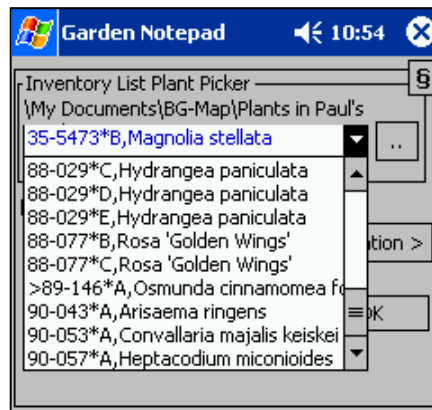 Garden Notepad 10:54
§
Inventory List Plant Picker
\My Documents\BG-Map\Plants in Paul's
35-5473*B,Magnolia stellata
..
88-029*C,Hydrangea paniculata
88-029*D,Hydrangea paniculata
88-029*E,Hydrangea paniculata
88-077*B,Rosa 'Golden Wings'
88-077*C,Rosa 'Golden Wings'
>89-146*A,Osmunda cinnamomea fo
90-043*A,Arisaema ringens
90-053*A,Convallaria majalis keiskei
90-057*A,Heptacodium miconioides